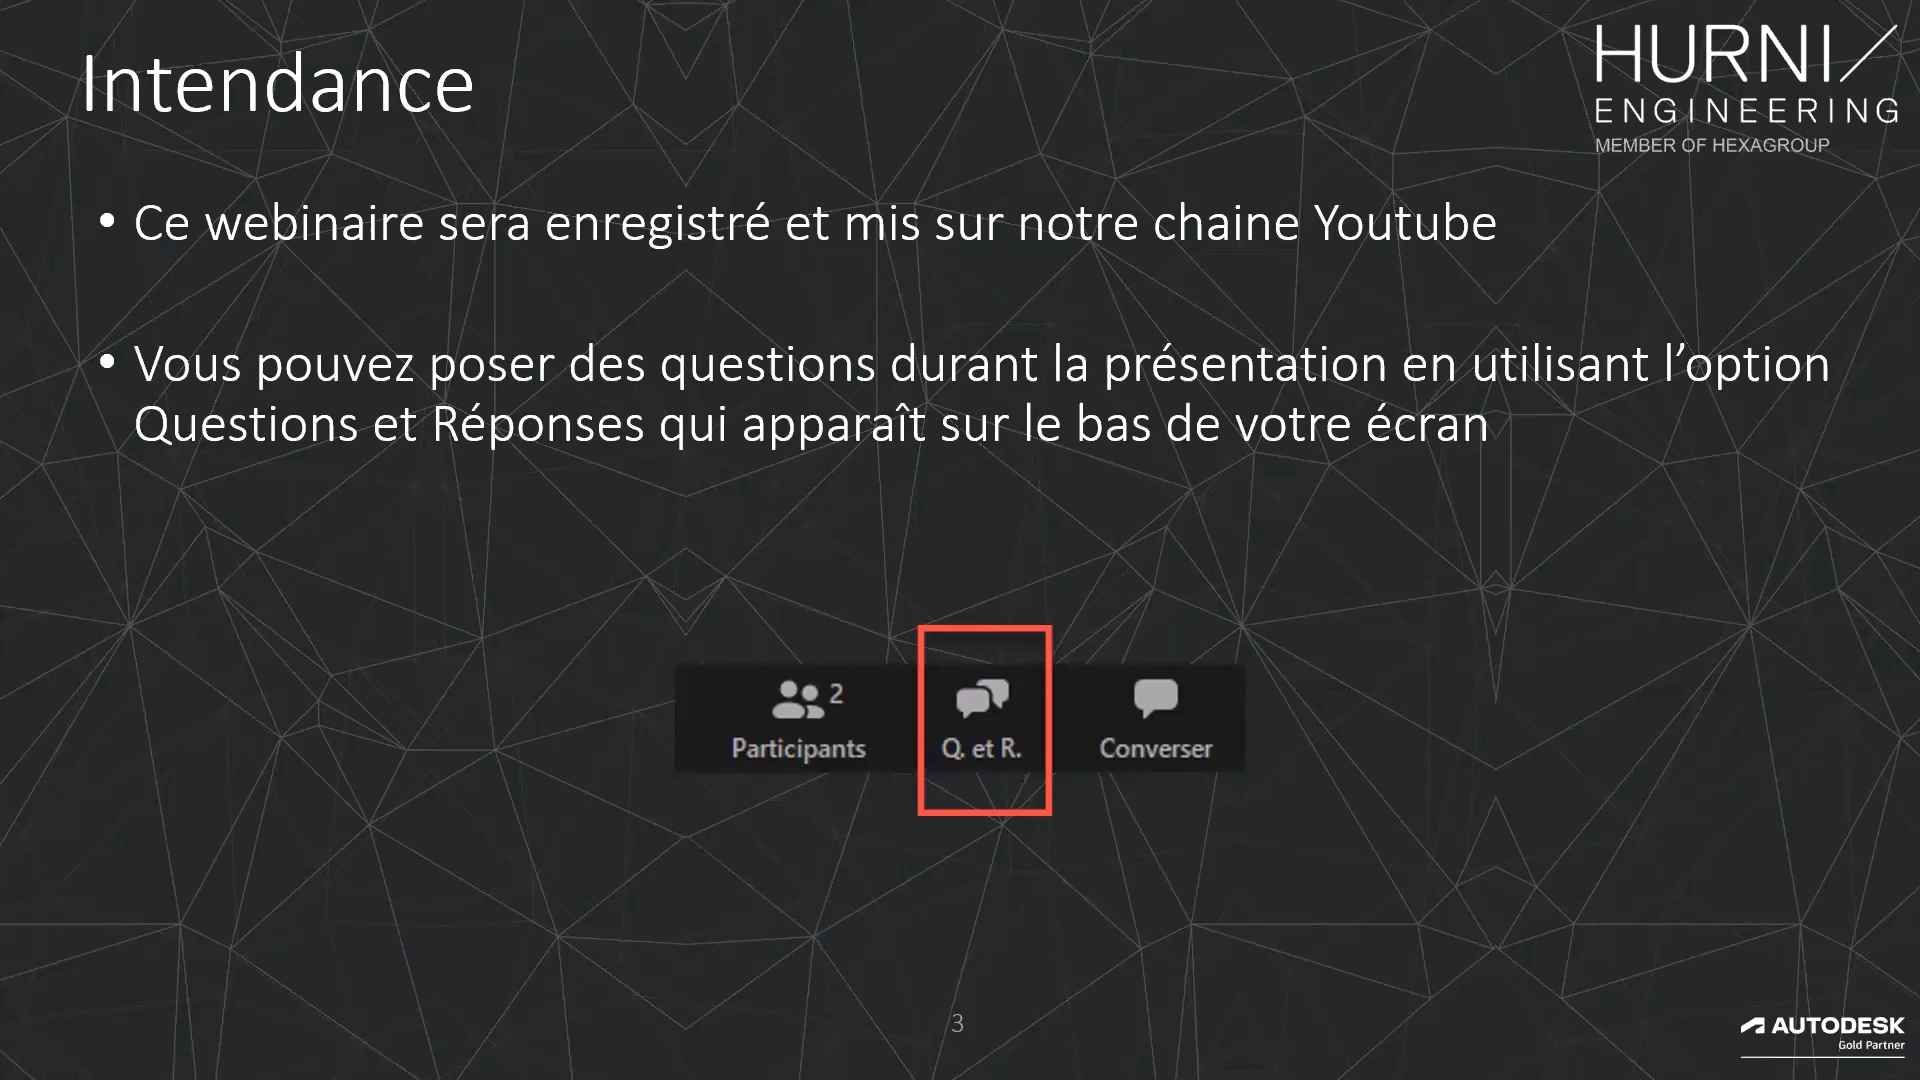 Intendance
HURNI
ENGINEERING
MEMBER OF HEXAGROUP
• Ce webinaire sera enregistré et mis sur notre chaine Youtube
• Vous pouvez poser des questions durant la présentation en utilisant l’option
Questions et Réponses qui apparaît sur le bas de votre écran
2
Participants
Q. et R.
Converser
3
AUTODESK
Gold Partner